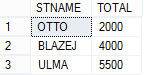 STNAME TOTAL
1 OTTO 2000
2 BLAZEJ 4000
3 ULMA 5500